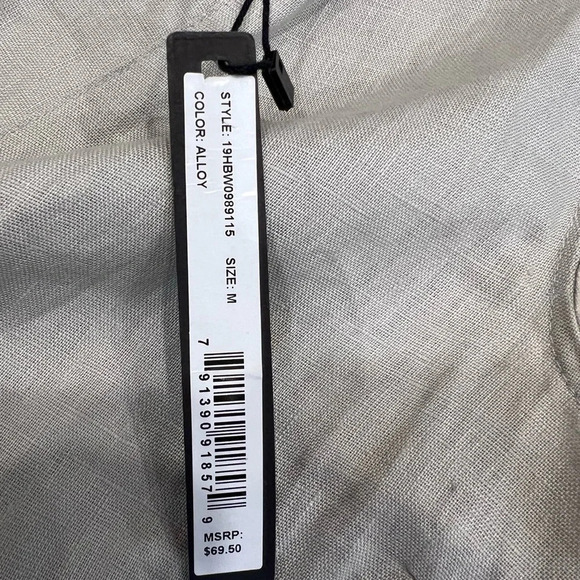 STYLE: 19HBW0989115 SIZE: M
COLOR: ALLOY
7 91390 91857 9
MSRP:
$69.50